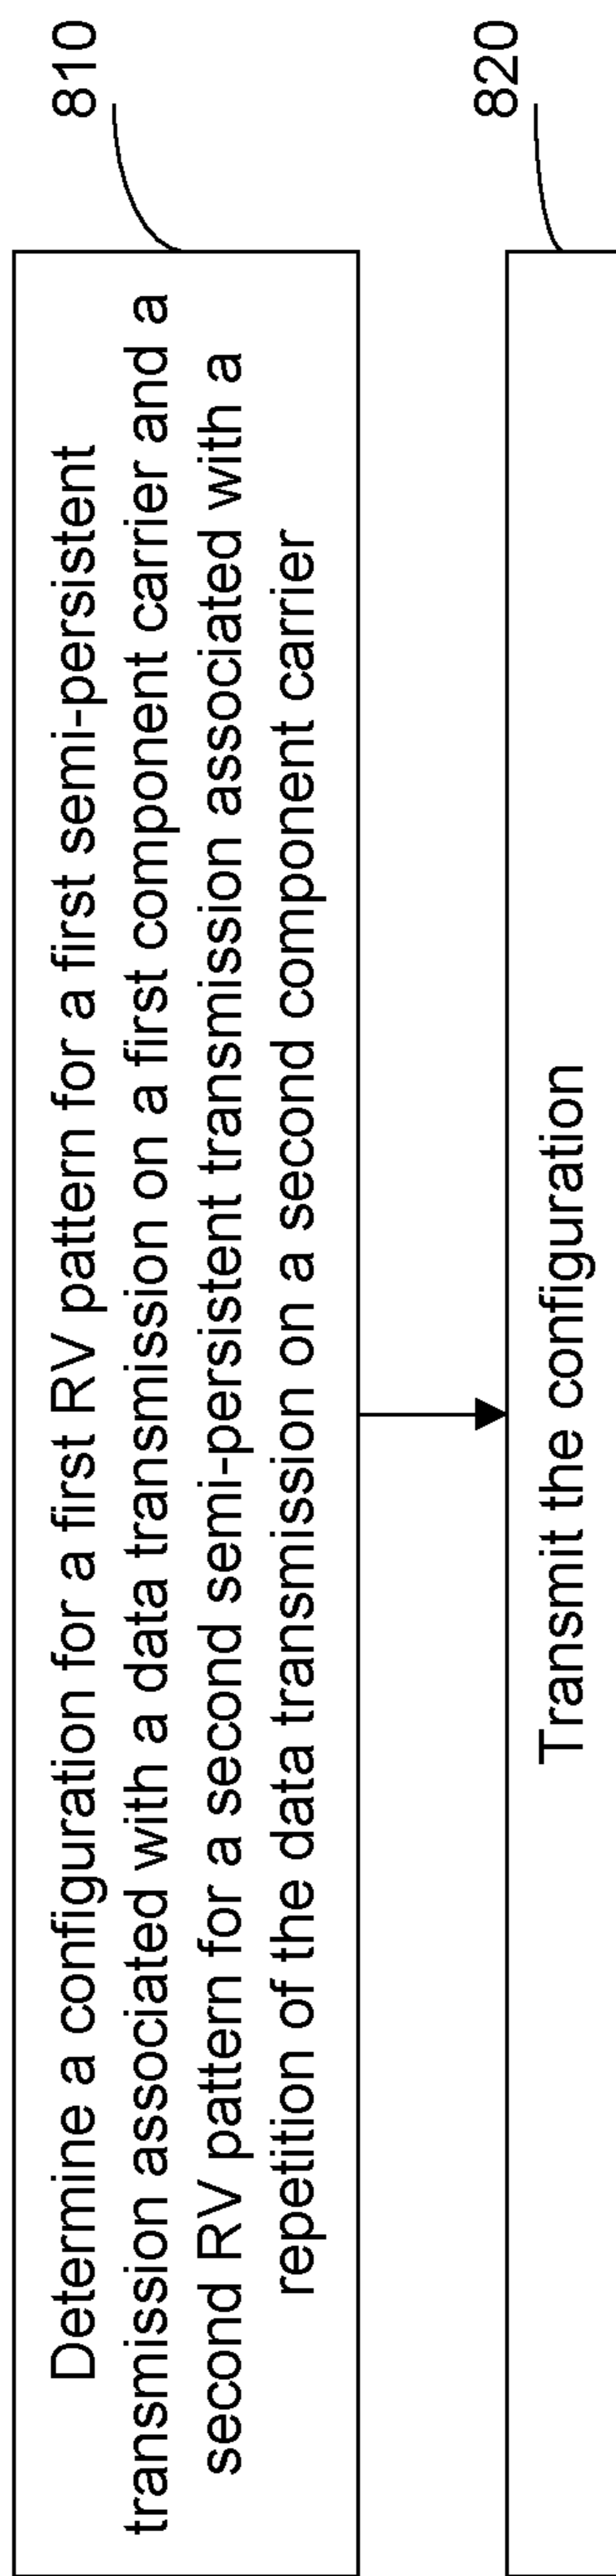 810
Determine a configuration for a first RV pattern for a first semi-persistent
transmission associated with a data transmission on a first component carrier and a
second RV pattern for a second semi-persistent transmission associated with a
repetition of the data transmission on a second component carrier
820
Transmit the configuration